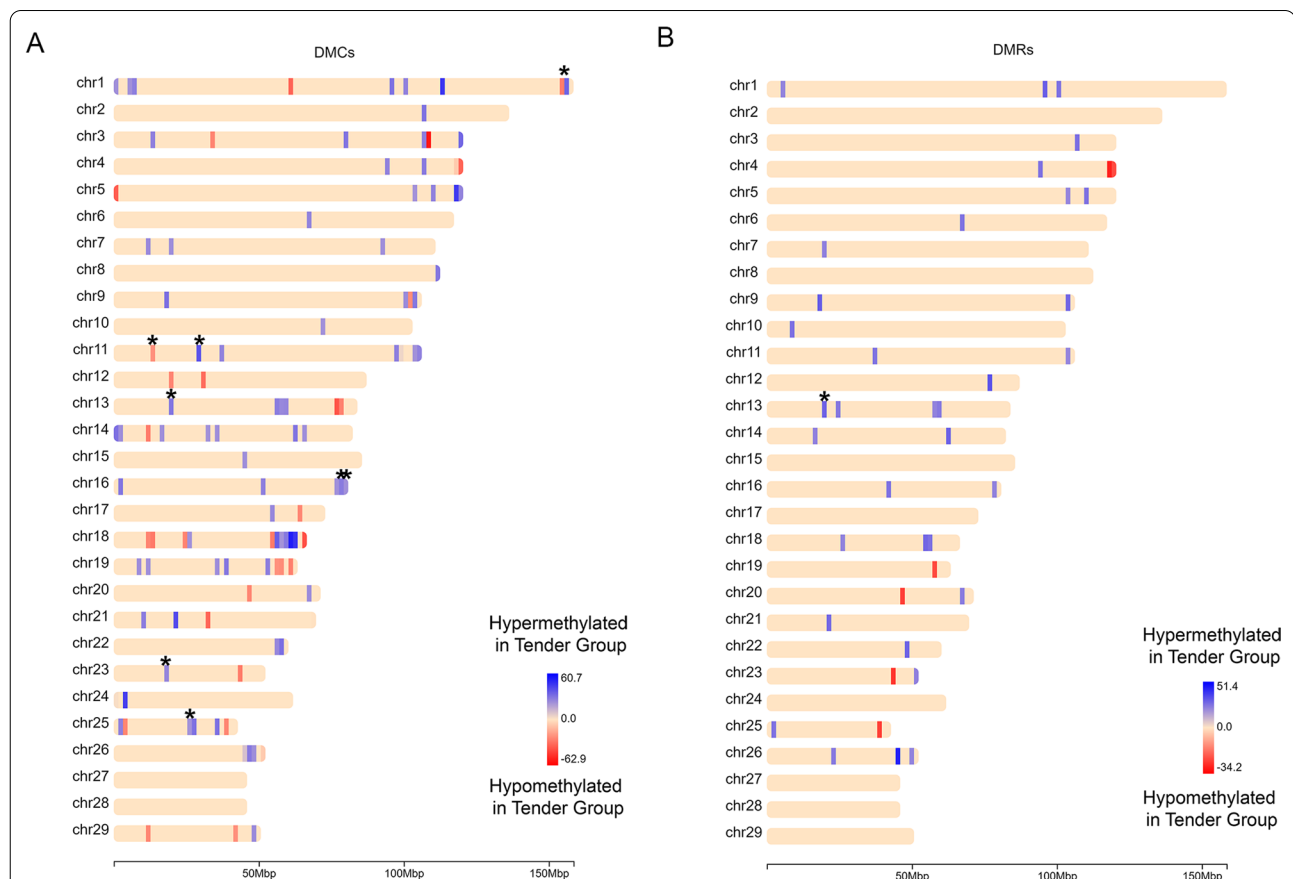 A
DMCs
chr1
*
chr2
chr3
chr4
chr5
chr6
chr7
chr8
chr9
chr10
chr11
* *
chr12
chr13
*
chr14
chr15
chr16
**
chr17
chr18
chr19
chr20
chr21
chr22
chr23
*
chr24
chr25
*
chr26
chr27
chr28
chr29
50Mbp 100Mbp 150Mbp
Hypermethylated
in Tender Group
60.7
0.0
-62.9
Hypomethylated
in Tender Group
B
DMRs
chr1
chr2
chr3
chr4
chr5
chr6
chr7
chr8
chr9
chr10
chr11
chr12
chr13
*
chr14
chr15
chr16
chr17
chr18
chr19
chr20
chr21
chr22
chr23
chr24
chr25
chr26
chr27
chr28
chr29
50Mbp 100Mbp 150Mbp
Hypermethylated
in Tender Group
51.4
0.0
-34.2
Hypomethylated
in Tender Group